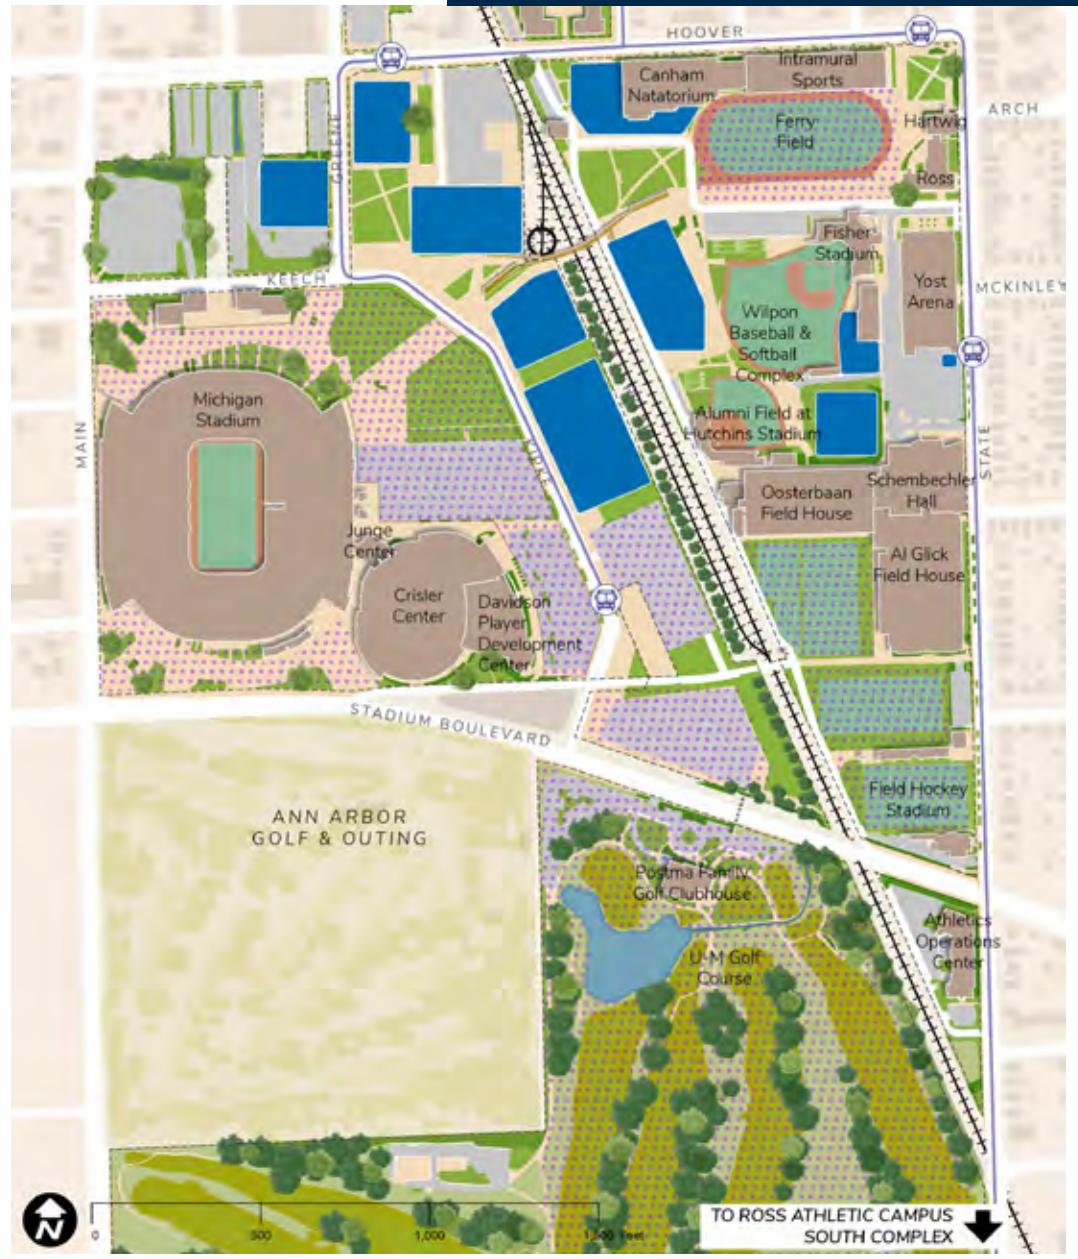 HOOVER
Canham
Natatorium
Intramural
Sports
ARCH
Ferry
Field
Hartwig
Ross
GREENE
Fisher
Stadium
KEECH
Yost
Arena
MCKINLEY
Wilpon
Baseball &
Softball
Complex
Michigan
Stadium
MAIN
Alumni Field at
Hutchins Stadium
STATE
Schembechler
Hall
Oosterbaan
Field House
Junge
Center
Al Glick
Field House
Crisler
Center
Davidson
Player
Development
Center
STADIUM BOULEVARD
Field Hockey
Stadium
ANN ARBOR
GOLF & OUTING
Postma Family
Golf Clubhouse
Athletics
Operations
Center
U-M Golf
Course
N
0
500
1,000
1,500 Feet
TO ROSS ATHLETIC CAMPUS
SOUTH COMPLEX